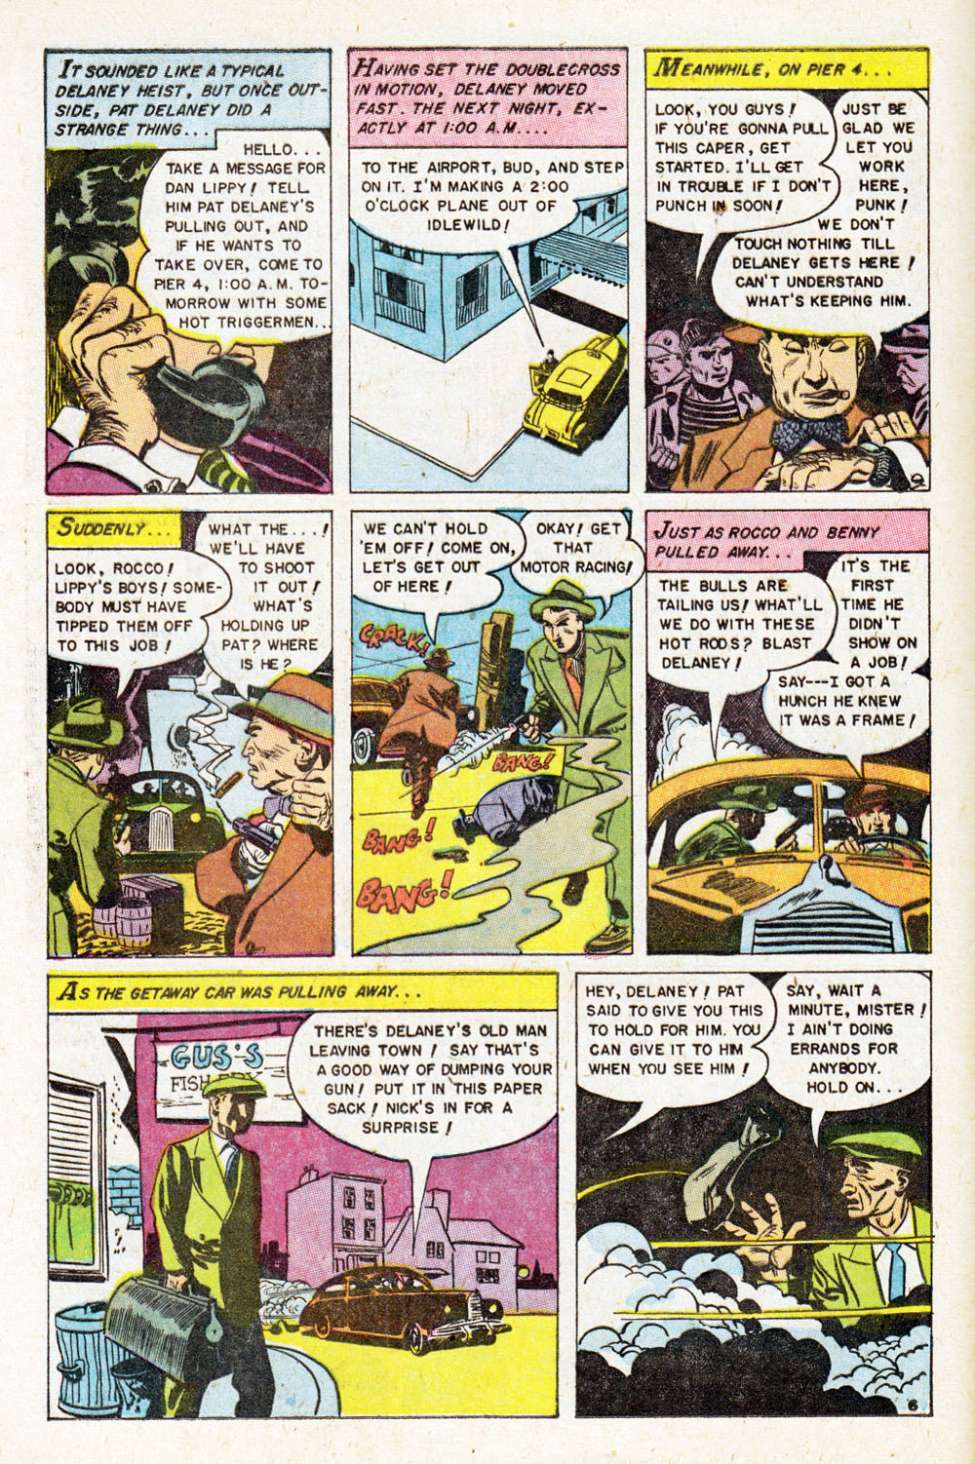 IT SOUNDED LIKE A TYPICAL
DELANEY HEIST, BUT ONCE OUT-
SIDE, PAT DELANEY DID A
STRANGE THING...
HELLO...
TAKE A MESSAGE FOR
DAN LIPPY! TELL
HIM PAT DELANEY'S
PULLING OUT, AND
IF HE WANTS TO
TAKE OVER, COME TO
PIER 4, 1:00 A.M. TO-
MORROW WITH SOME
HOT TRIGGERMEN...
HAVING SET THE DOUBLECROSS
IN MOTION, DELANEY MOVED
FAST. THE NEXT NIGHT, EX-
ACTLY AT 1:00 A.M....
TO THE AIRPORT, BUD, AND STEP
ON IT. I'M MAKING A 2:00
O'CLOCK PLANE OUT OF
IDLEWILD!
MEANWHILE, ON PIER 4...
LOOK, YOU GUYS!
IF YOU'RE GONNA PULL
THIS CAPER, GET
STARTED. I'LL GET
IN TROUBLE IF I DON'T
PUNCH IN SOON!
JUST BE
GLAD WE
LET YOU
WORK
HERE,
PUNK!
WE DON'T
TOUCH NOTHING TILL
DELANEY GETS HERE!
CAN'T UNDERSTAND
WHAT'S KEEPING HIM.
SUDDENLY...
LOOK, ROCCO!
LIPPY'S BOYS! SOME-
BODY MUST HAVE
TIPPED THEM OFF
TO THIS JOB!
WHAT THE...!
WE'LL HAVE
TO SHOOT
IT OUT!
WHAT'S
HOLDING UP
PAT? WHERE
IS HE?
WE CAN'T HOLD
'EM OFF! COME ON,
LET'S GET OUT
OF HERE!
OKAY! GET
THAT
MOTOR RACING!
CRACK!
BANG!
BANG!
BANG!
JUST AS ROCCO AND BENNY
PULLED AWAY...
THE BULLS ARE
TAILING US! WHAT'LL
WE DO WITH THESE
HOT RODS? BLAST
DELANEY!
IT'S THE
FIRST
TIME HE
DIDN'T
SHOW ON
A JOB!
SAY---I GOT A
HUNCH HE KNEW
IT WAS A FRAME!
AS THE GETAWAY CAR WAS PULLING AWAY...
GUS'S
FISH
THERE'S DELANEY'S OLD MAN
LEAVING TOWN! SAY THAT'S
A GOOD WAY OF DUMPING YOUR
GUN! PUT IT IN THIS PAPER
SACK! NICK'S IN FOR A
SURPRISE!
HEY, DELANEY! PAT
SAID TO GIVE YOU THIS
TO HOLD FOR HIM. YOU
CAN GIVE IT TO HIM
WHEN YOU SEE HIM!
SAY, WAIT A
MINUTE, MISTER!
I AIN'T DOING
ERRANDS FOR
ANYBODY.
HOLD ON...
6